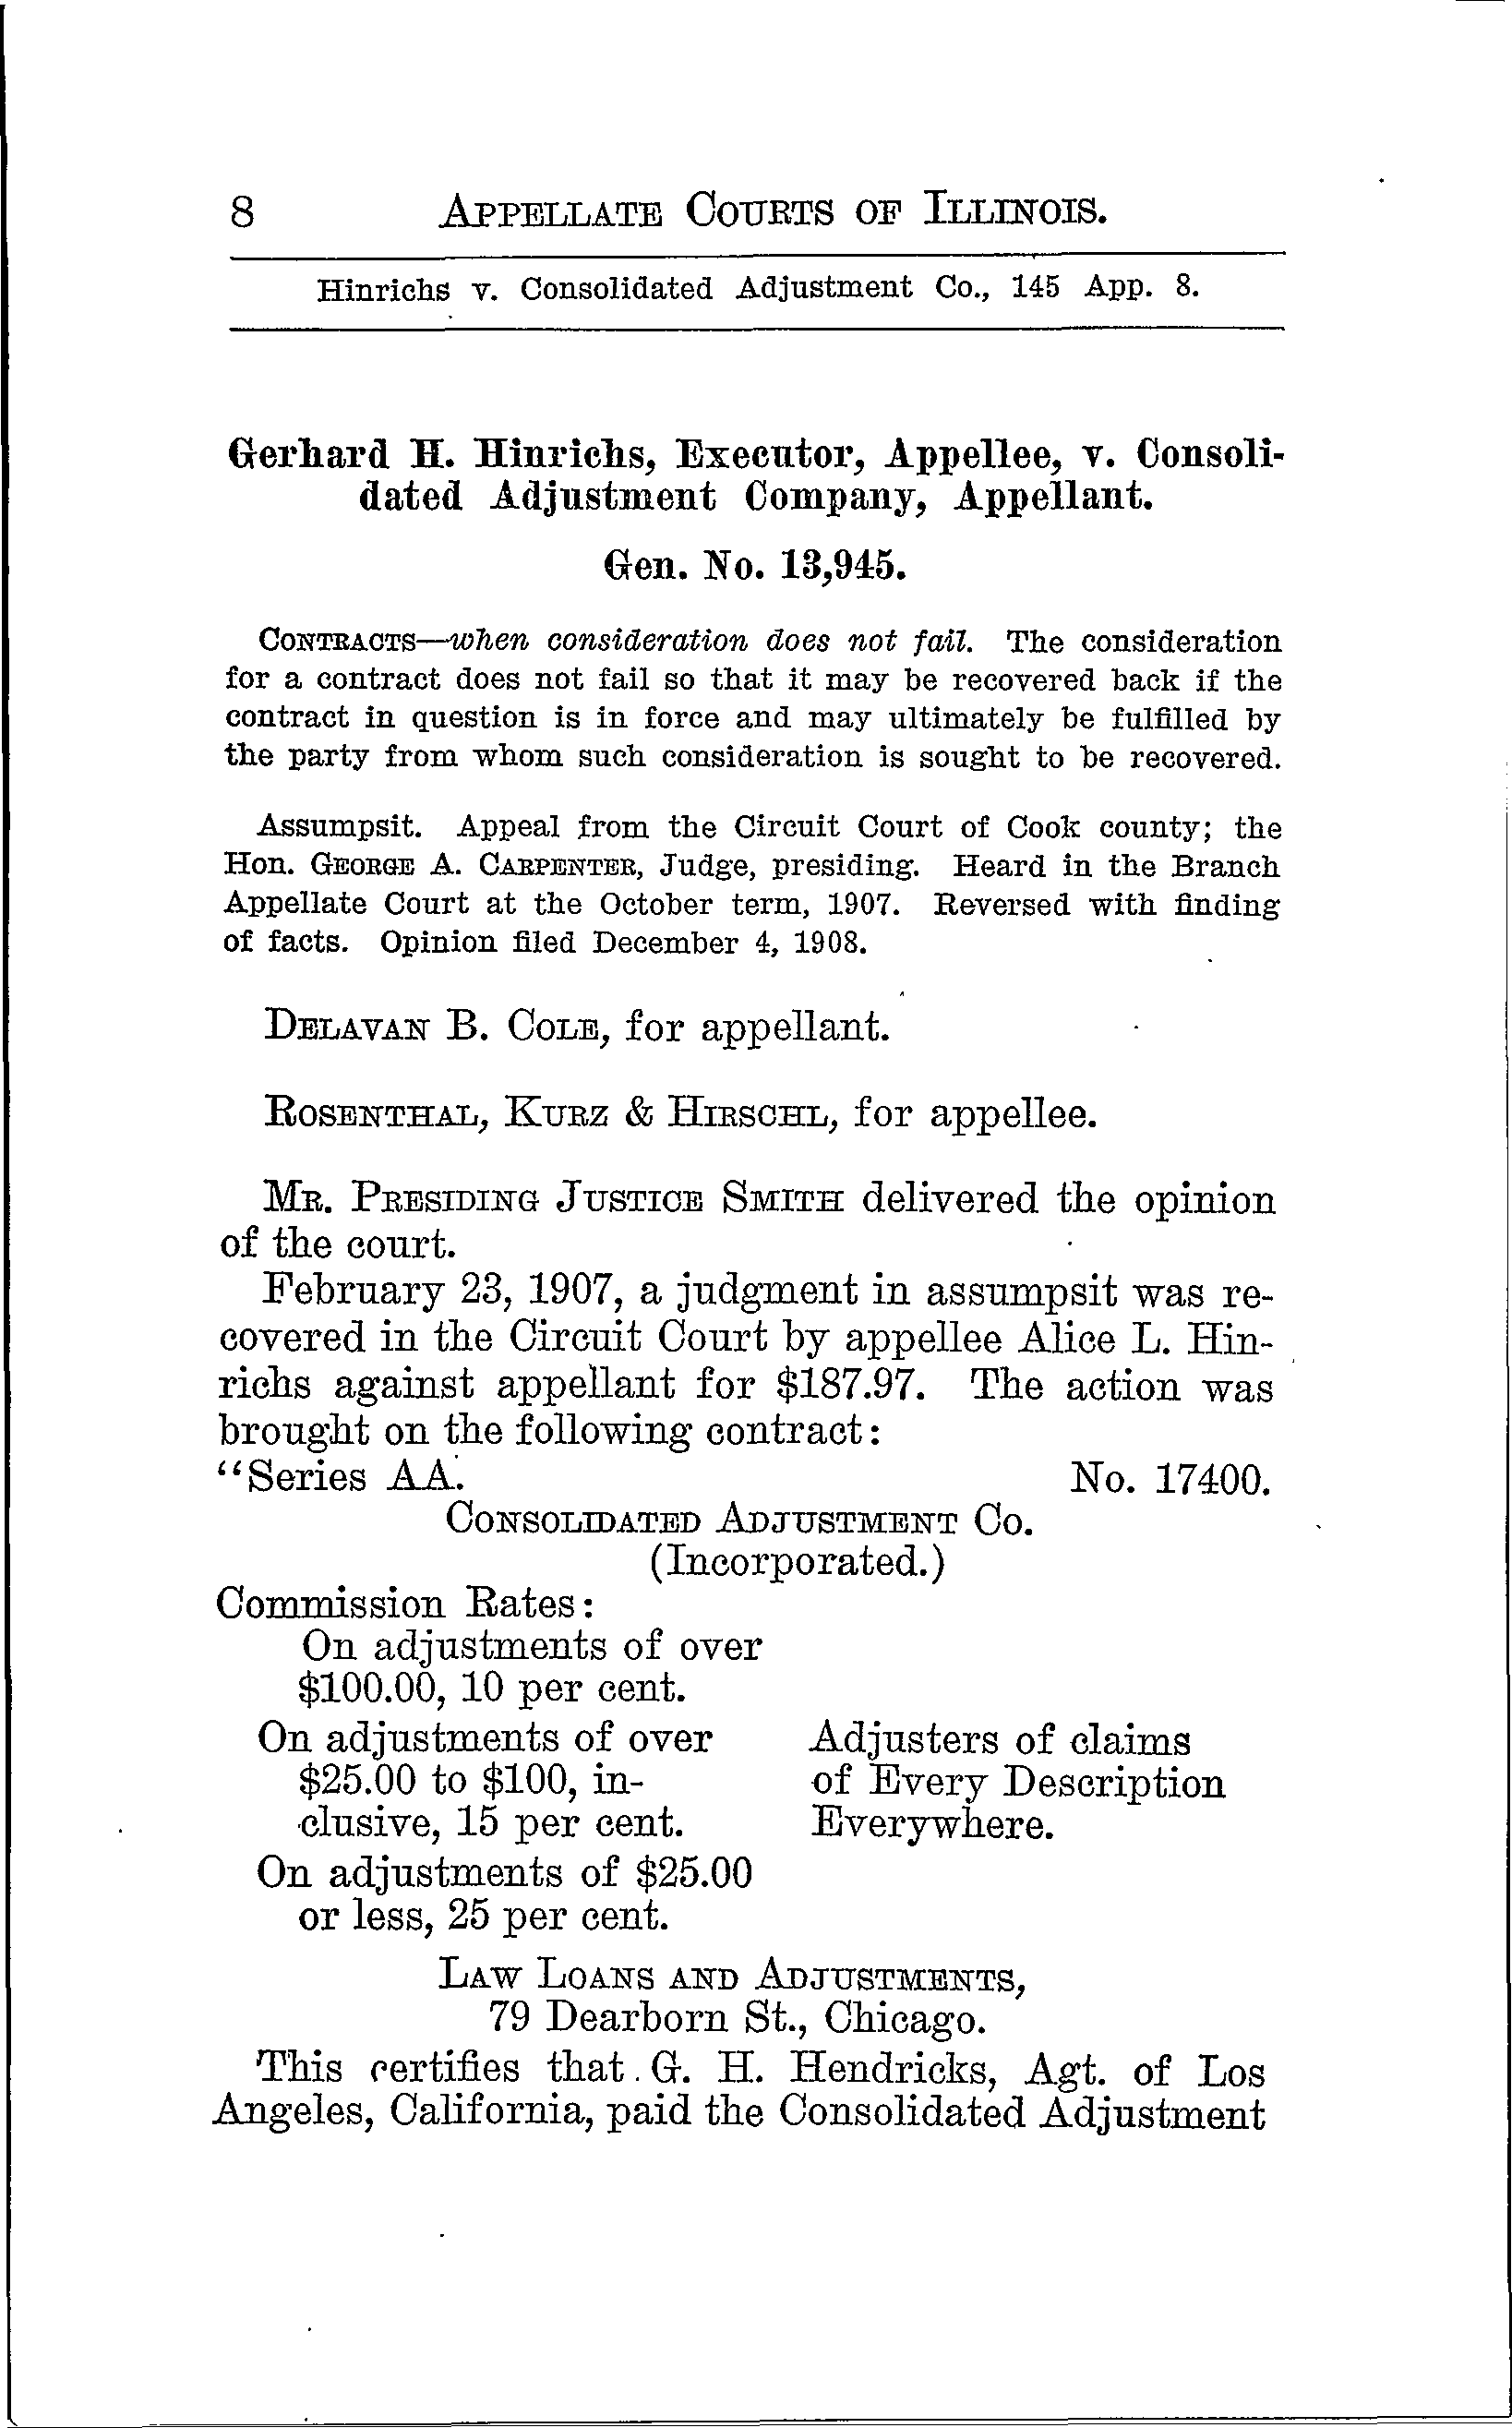 8 APPELLATE COURTS OF ILLINOIS.
Hinrichs v. Consolidated Adjustment Co., 145 App. 8.
Gerhard H. Hinrichs, Executor, Appellee, v. Consoli-
dated Adjustment Company, Appellant.
Gen. No. 13,945.
CONTRACTS—when consideration does not fail. The consideration
for a contract does not fail so that it may be recovered back if the
contract in question is in force and may ultimately be fulfilled by
the party from whom such consideration is sought to be recovered.
Assumpsit. Appeal from the Circuit Court of Cook county; the
Hon. GEORGE A. CARPENTER, Judge, presiding. Heard in the Branch
Appellate Court at the October term, 1907. Reversed with finding
of facts. Opinion filed December 4, 1908.
DELAVAN B. COLE, for appellant.
ROSENTHAL, KURZ & HIRSCHL, for appellee.
MR. PRESIDING JUSTICE SMITH delivered the opinion
of the court.
February 23, 1907, a judgment in assumpsit was re-
covered in the Circuit Court by appellee Alice L. Hin-
richs against appellant for $187.97. The action was
brought on the following contract:
"Series AA. No. 17400.
CONSOLIDATED ADJUSTMENT CO.
(Incorporated.)
Commission Rates:
On adjustments of over
$100.00, 10 per cent.
On adjustments of over Adjusters of claims
$25.00 to $100, in- of Every Description
clusive, 15 per cent. Everywhere.
On adjustments of $25.00
or less, 25 per cent.
LAW LOANS AND ADJUSTMENTS,
79 Dearborn St., Chicago.
This certifies that G. H. Hendricks, Agt. of Los
Angeles, California, paid the Consolidated Adjustment